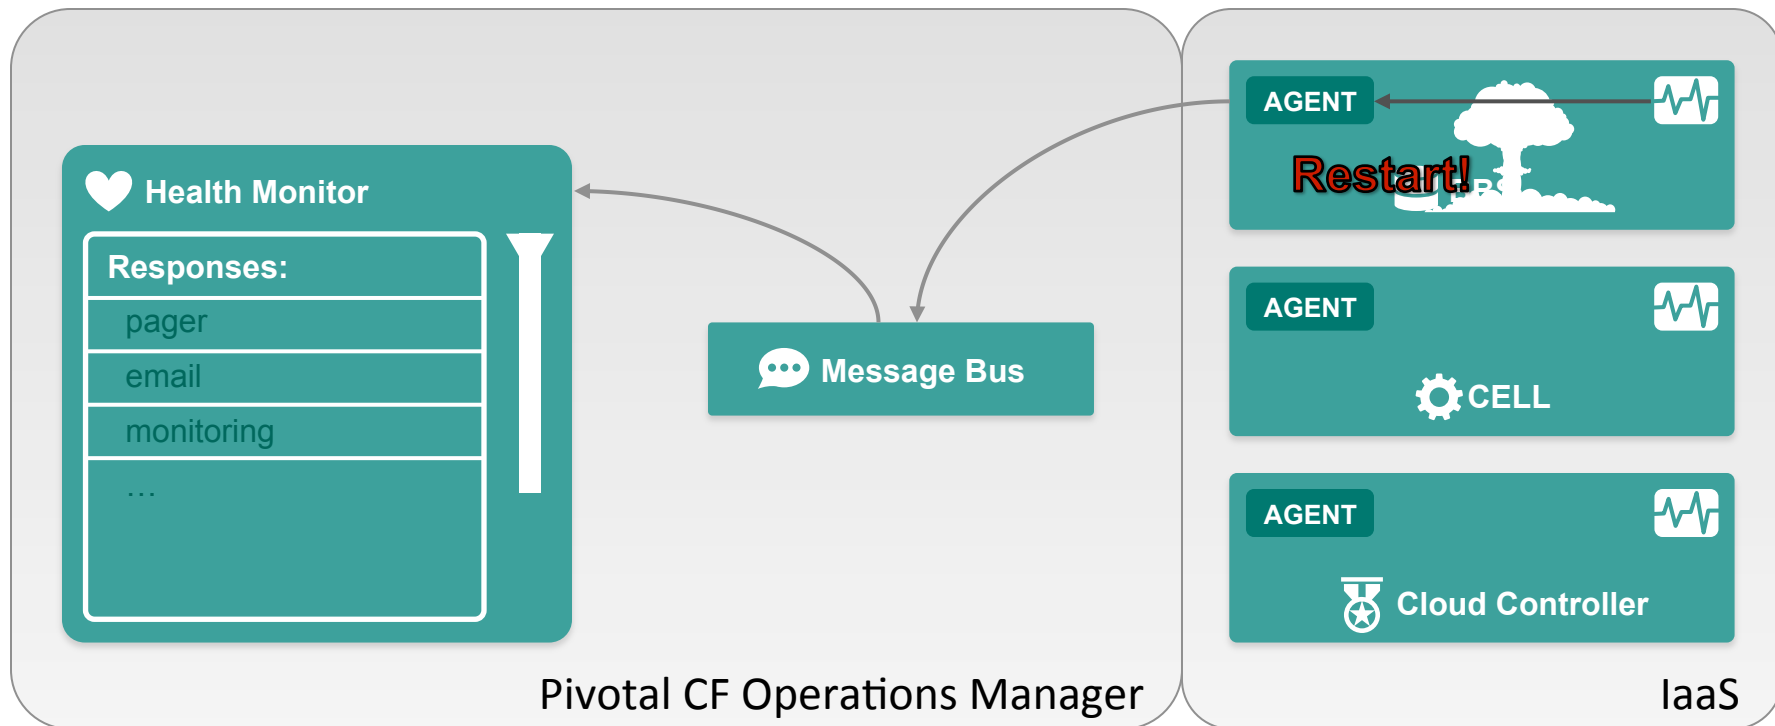 Health Monitor
Responses:
pager
email
monitoring
…
Message Bus
Pivotal CF Operations Manager
AGENT
Restart!
AGENT
CELL
AGENT
Cloud Controller
IaaS